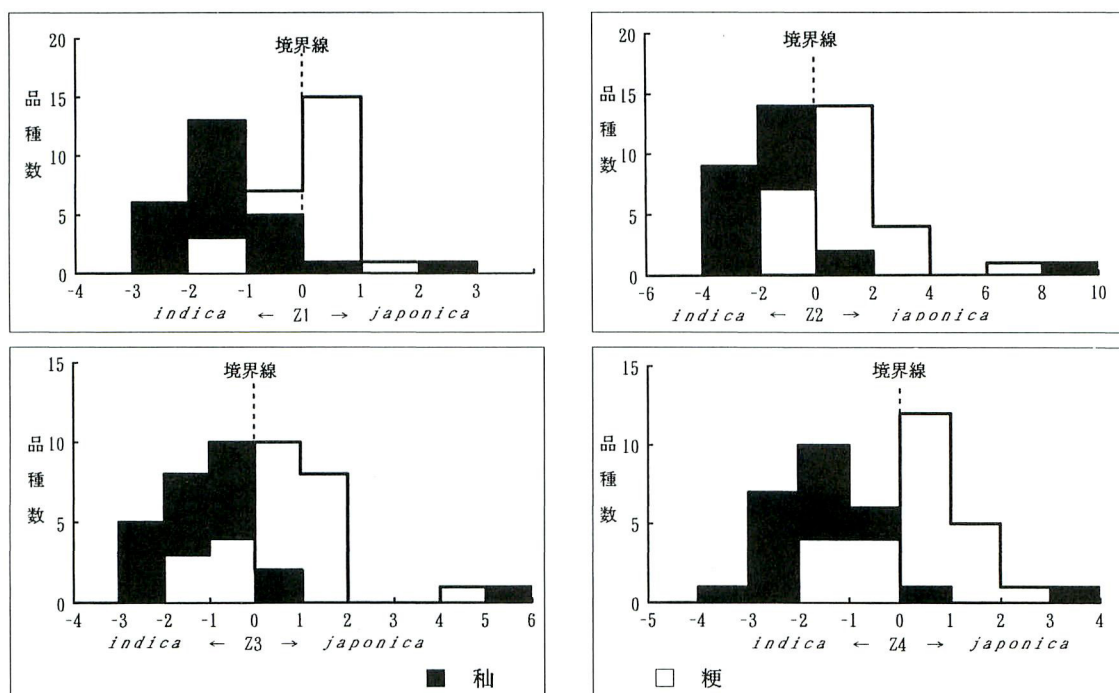 20
境界線
15
品種数
10
5
0
-4 -3 -2 -1 0 1 2 3
indica ← Z1 → japonica
20
境界線
15
品種数
10
5
0
-6 -4 -2 0 2 4 6 8 10
indica ← Z2 → japonica
15
境界線
10
品種数
5
0
-4 -3 -2 -1 0 1 2 3 4 5 6
indica ← Z3 → japonica
15
境界線
10
品種数
5
0
-5 -4 -3 -2 -1 0 1 2 3 4
indica ← Z4 → japonica
■ 秈 □ 粳